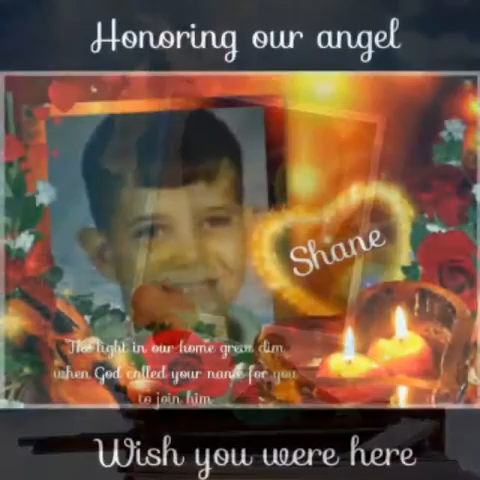 Honoring our angel
Shane
The light in our home grew dim
when God called your name for you
to join him
Wish you were here